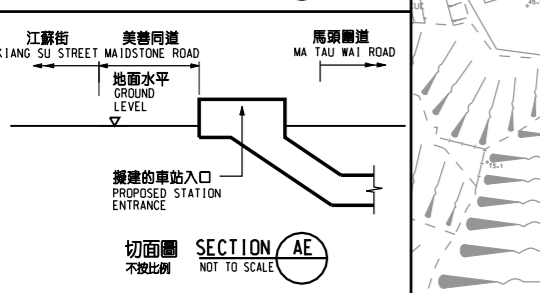 江蘇街
KIANG SU STREET
美善同道
MAIDSTONE ROAD
馬頭圍道
MA TAU WAI ROAD
地面水平
GROUND
LEVEL
擬建的車站入口
PROPOSED STATION
ENTRANCE
切面圖
不按比例
SECTION AE
NOT TO SCALE